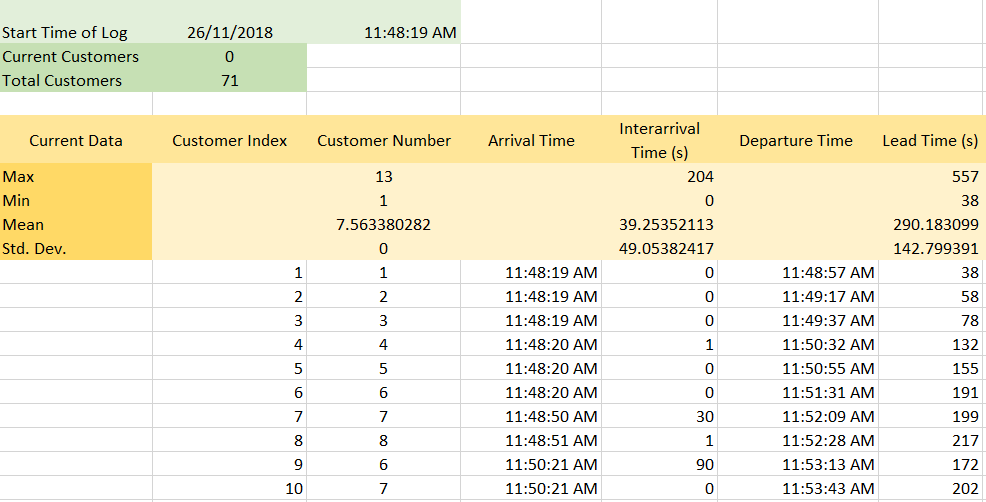 Start Time of Log 26/11/2018 11:48:19 AM
Current Customers 0
Total Customers 71
Current Data Customer Index Customer Number Arrival Time Interarrival Time (s) Departure Time Lead Time (s)
Max 13 204 557
Min 1 0 38
Mean 7.563380282 39.25352113 290.183099
Std. Dev. 0 49.05382417 142.799391
1 1 11:48:19 AM 0 11:48:57 AM 38
2 2 11:48:19 AM 0 11:49:17 AM 58
3 3 11:48:19 AM 0 11:49:37 AM 78
4 4 11:48:20 AM 1 11:50:32 AM 132
5 5 11:48:20 AM 0 11:50:55 AM 155
6 6 11:48:20 AM 0 11:51:31 AM 191
7 7 11:48:50 AM 30 11:52:09 AM 199
8 8 11:48:51 AM 1 11:52:28 AM 217
9 6 11:50:21 AM 90 11:53:13 AM 172
10 7 11:50:21 AM 0 11:53:43 AM 202